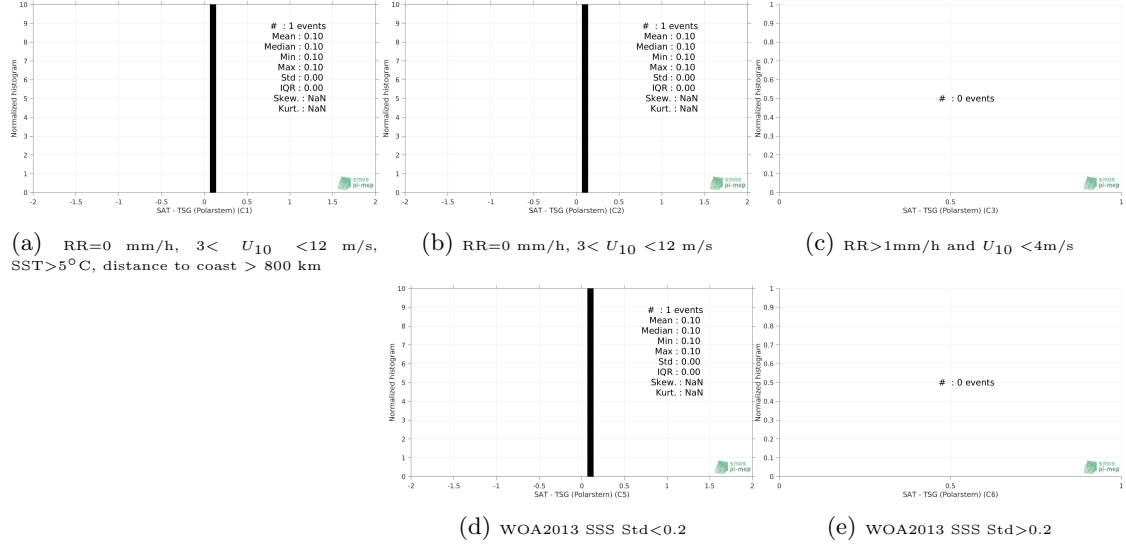 10
9
8
7
6
5
4
3
2
1
0
Normalized histogram
# : 1 events
Mean : 0.10
Median : 0.10
Min : 0.10
Max : 0.10
Std : 0.00
IQR : 0.00
Skew. : NaN
Kurt. : NaN
smos
pi-mep
-2 -1.5 -1 -0.5 0 0.5 1 1.5 2
SAT - TSG (Polarstern) (C1)
(a) RR=0 mm/h, 3< U10 <12 m/s,
SST>5°C, distance to coast > 800 km
10
9
8
7
6
5
4
3
2
1
0
Normalized histogram
# : 1 events
Mean : 0.10
Median : 0.10
Min : 0.10
Max : 0.10
Std : 0.00
IQR : 0.00
Skew. : NaN
Kurt. : NaN
smos
pi-mep
-2 -1.5 -1 -0.5 0 0.5 1 1.5 2
SAT - TSG (Polarstern) (C2)
(b) RR=0 mm/h, 3< U10 <12 m/s
1
0.9
0.8
0.7
0.6
0.5
0.4
0.3
0.2
0.1
0
Normalized histogram
# : 0 events
smos
pi-mep
0 0.5 1
SAT - TSG (Polarstern) (C3)
(c) RR>1mm/h and U10 <4m/s
10
9
8
7
6
5
4
3
2
1
0
Normalized histogram
# : 1 events
Mean : 0.10
Median : 0.10
Min : 0.10
Max : 0.10
Std : 0.00
IQR : 0.00
Skew. : NaN
Kurt. : NaN
smos
pi-mep
-2 -1.5 -1 -0.5 0 0.5 1 1.5 2
SAT - TSG (Polarstern) (C5)
(d) WOA2013 SSS Std<0.2
1
0.9
0.8
0.7
0.6
0.5
0.4
0.3
0.2
0.1
0
Normalized histogram
# : 0 events
smos
pi-mep
0 0.5 1
SAT - TSG (Polarstern) (C6)
(e) WOA2013 SSS Std>0.2